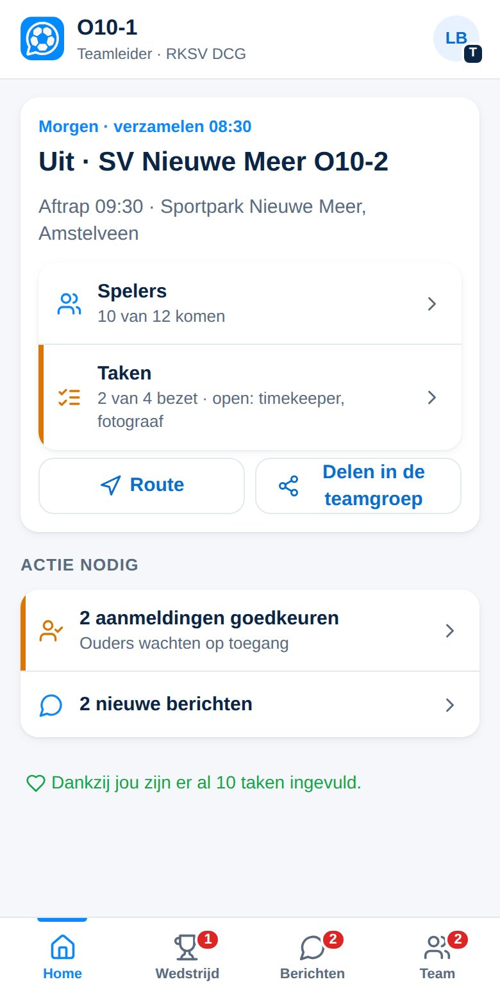 O10-1
Teamleider · RKSV DCG
LB
T
Morgen · verzamelen 08:30
Uit · SV Nieuwe Meer O10-2
Aftrap 09:30 · Sportpark Nieuwe Meer,
Amstelveen
Spelers
10 van 12 komen
Taken
2 van 4 bezet · open: timekeeper,
fotograaf
Route
Delen in de
teamgroep
ACTIE NODIG
2 aanmeldingen goedkeuren
Ouders wachten op toegang
2 nieuwe berichten
Dankzij jou zijn er al 10 taken ingevuld.
Home
1
Wedstrijd
2
Berichten
2
Team